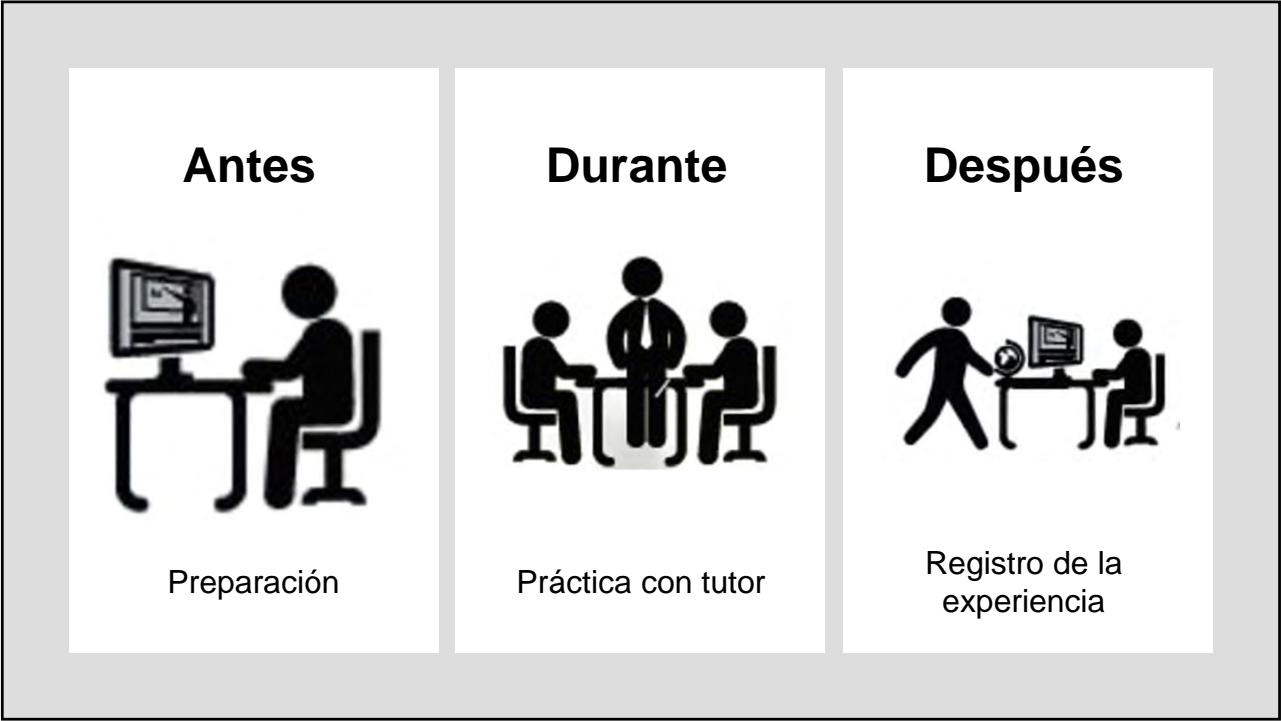 Antes
Durante
Después
Preparación
Práctica con tutor
Registro de la
experiencia